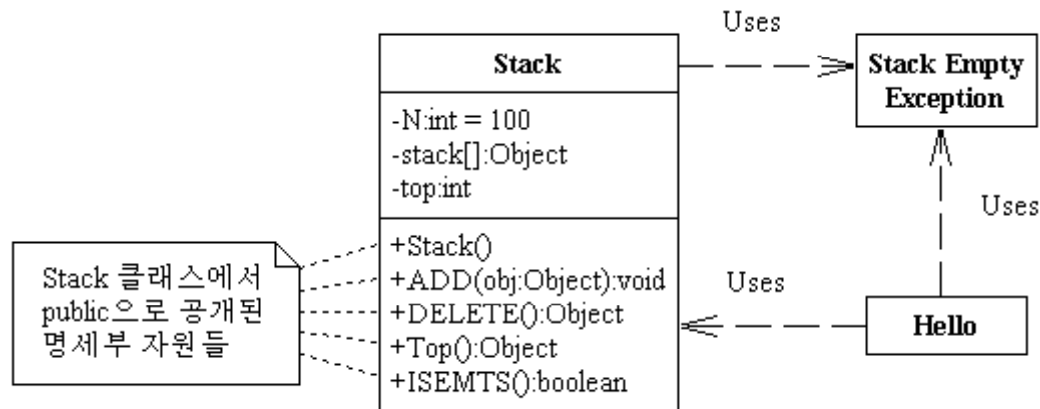 Uses
Stack
Stack Empty
Exception
-N:int = 100
-stack[]:Object
-top:int
Uses
Stack 클래스에서
public으로 공개된
명세부 자원들
+Stack()
+ADD(obj:Object):void
+DELETE():Object
+Top():Object
+ISEMTS():boolean
Uses
Hello